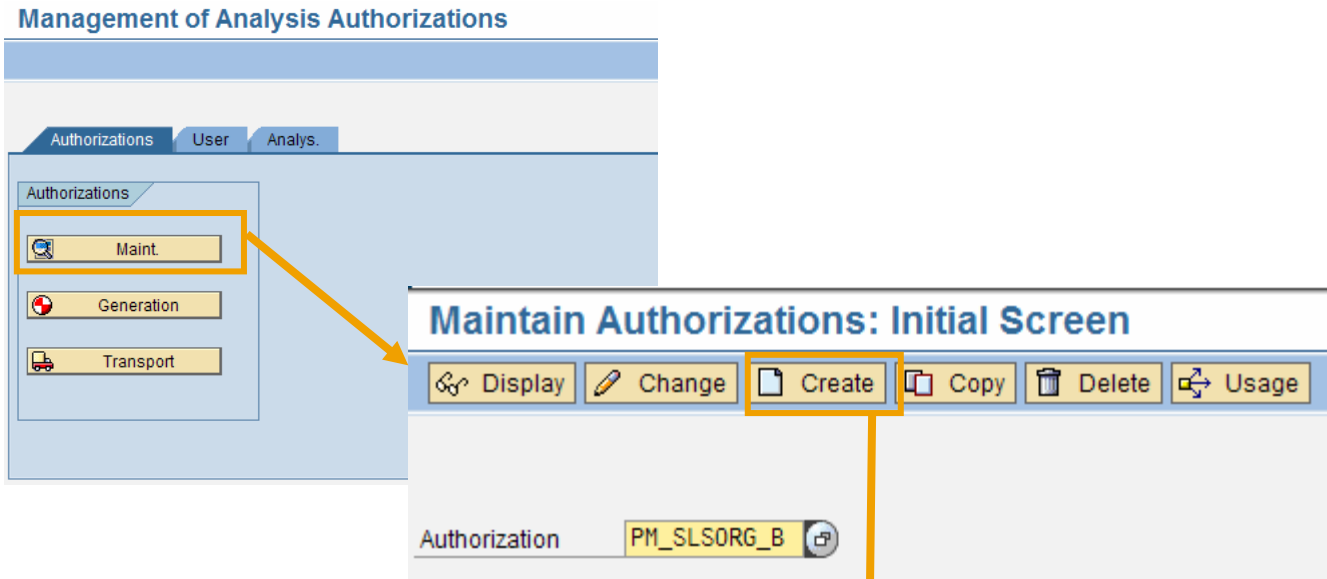 Management of Analysis Authorizations
Authorizations User Analys.
Authorizations
Maint.
Generation
Transport
Maintain Authorizations: Initial Screen
Display Change Create Copy Delete Usage
Authorization PM_SLSORG_B